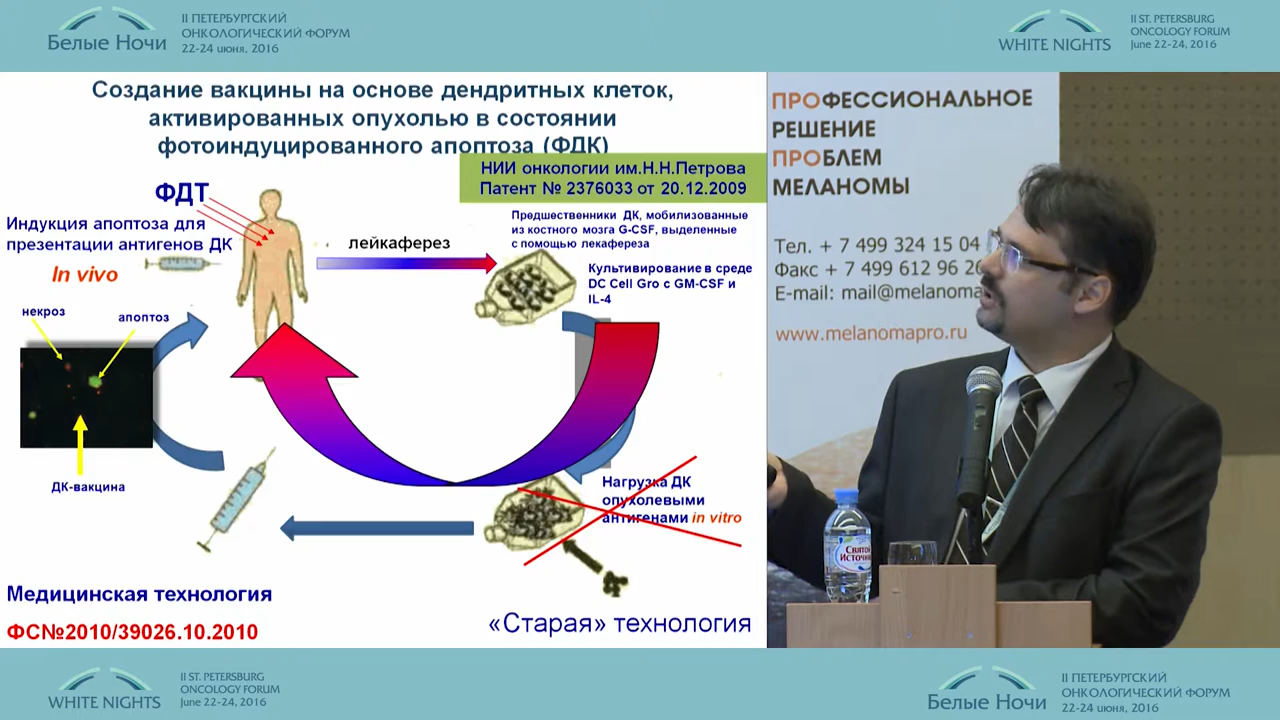 Белые Ночи
II ПЕТЕРБУРГСКИЙ
ОНКОЛОГИЧЕСКИЙ ФОРУМ
22-24 июня, 2016
WHITE NIGHTS
II ST. PETERSBURG
ONCOLOGY FORUM
June 22-24, 2016
Создание вакцины на основе дендритных клеток,
активированных опухолью в состоянии
фотоиндуцированного апоптоза (ФДК)
НИИ онкологии им.Н.Н.Петрова
Патент № 2376033 от 20.12.2009
ФДТ
Индукция апоптоза для
презентации антигенов ДК
In vivo
лейкаферез
Предшественники ДК, мобилизованные
из костного мозга G-CSF, выделенные
с помощью лекафереза
Культивирование в среде
DC Cell Gro с GM-CSF и
IL-4
некроз
апоптоз
ДК-вакцина
Нагрузка ДК
опухолевыми
антигенами in vitro
Медицинская технология
ФС№2010/39026.10.2010
«Старая» технология
ПРОФЕССИОНАЛЬНОЕ
РЕШЕНИЕ
ПРОБЛЕМ
МЕЛАНОМЫ
Тел. + 7 499 324 15 04
Факс + 7 499 612 96 26
E-mail: mail@melanoma
www.melanomapro.ru
Святой
Источник
WHITE NIGHTS
II ST. PETERSBURG
ONCOLOGY FORUM
June 22-24, 2016
Белые Ночи
II ПЕТЕРБУРГСКИЙ
ОНКОЛОГИЧЕСКИЙ ФОРУМ
22-24 июня, 2016